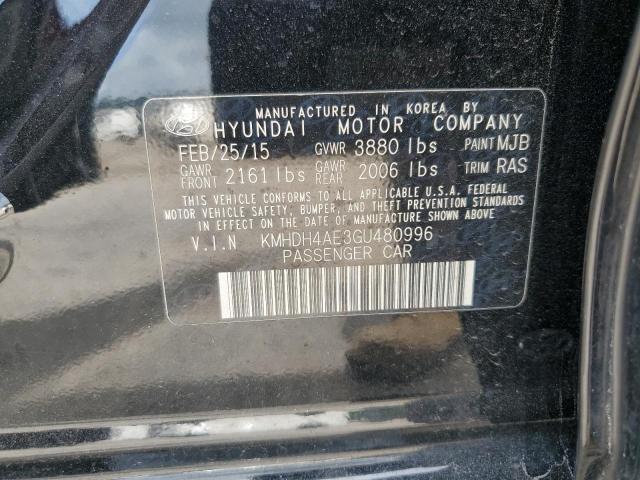 MANUFACTURED IN KOREA BY
HYUNDAI MOTOR COMPANY
FEB/25/15 GVWR 3880 lbs PAINT MJB
GAWR FRONT 2161 lbs GAWR REAR 2006 lbs TRIM RAS
THIS VEHICLE CONFORMS TO ALL APPLICABLE U.S.A. FEDERAL
MOTOR VEHICLE SAFETY, BUMPER, AND THEFT PREVENTION STANDARDS
IN EFFECT ON THE DATE OF MANUFACTURE SHOWN ABOVE.
V.I.N KMHDH4AE3GU480996
PASSENGER CAR